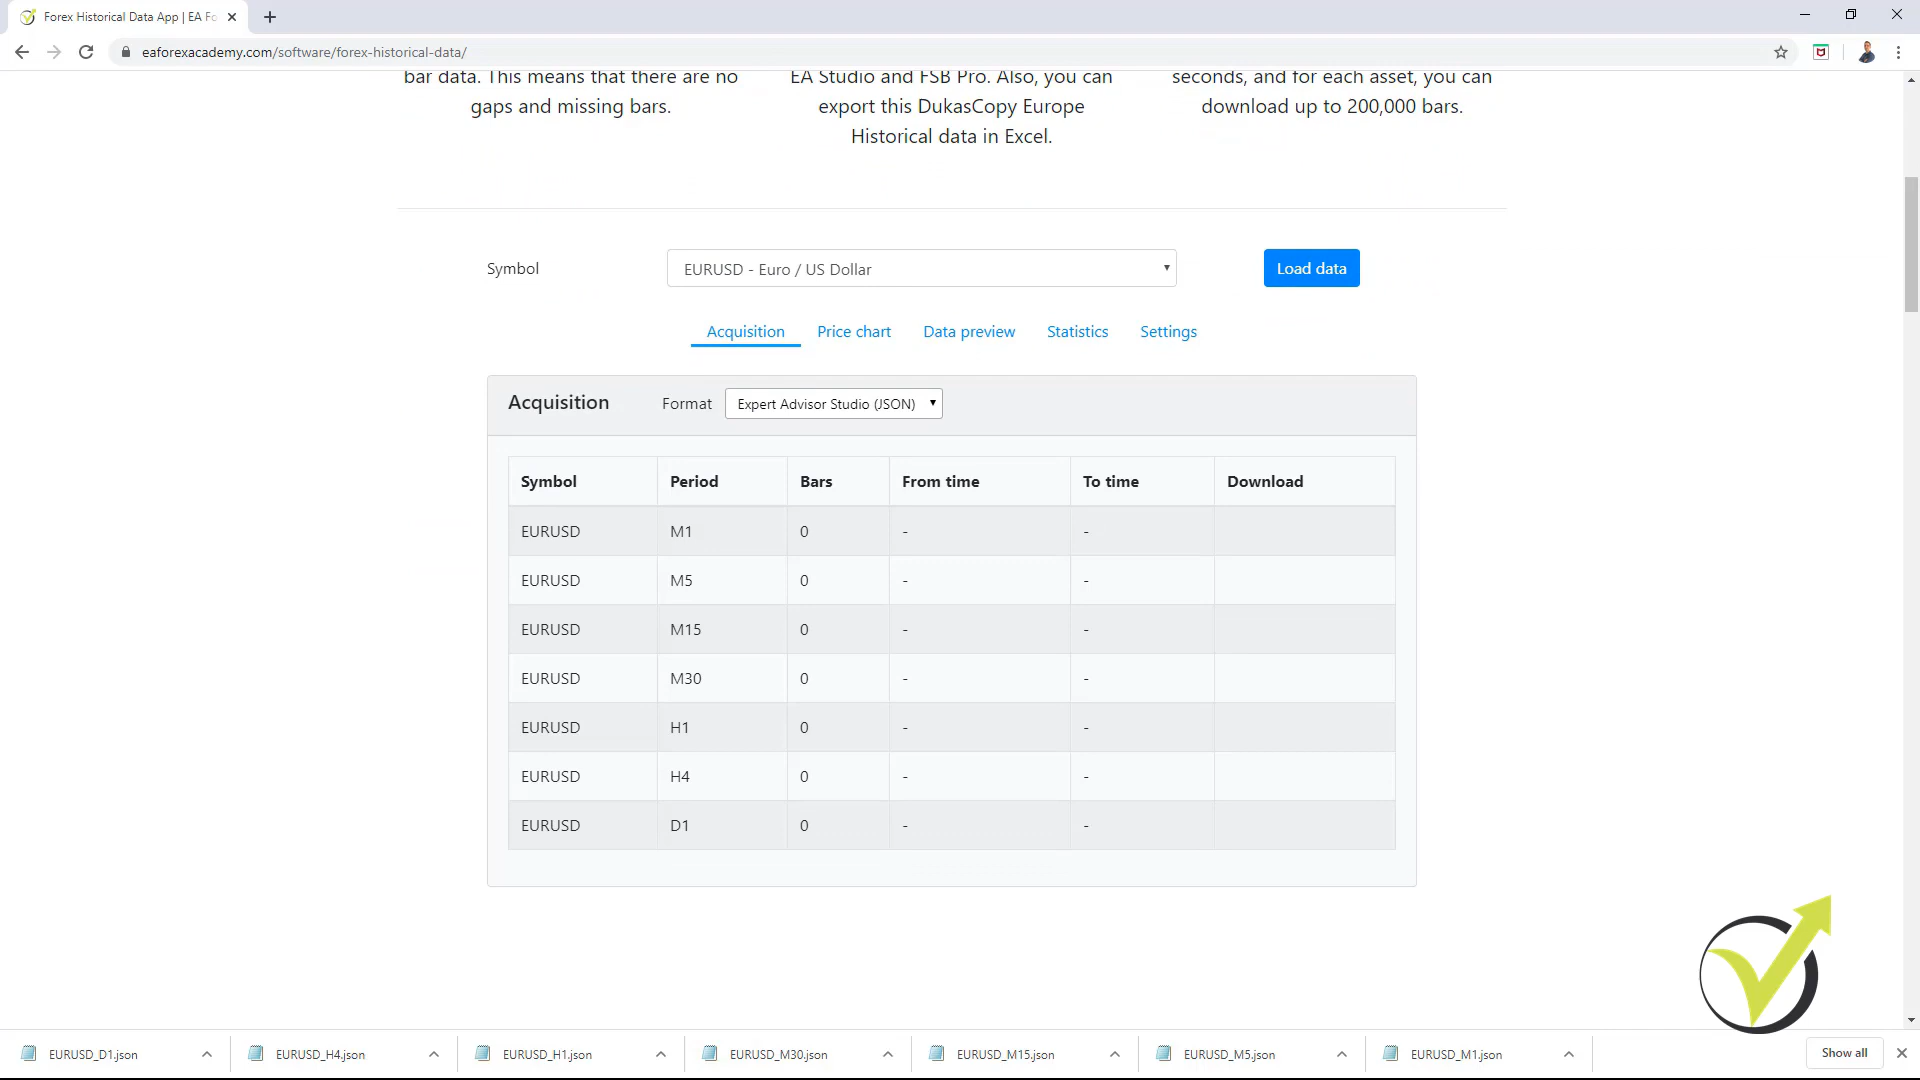 Forex Historical Data App | EA Fo
eaforexacademy.com/software/forex-historical-data/
bar data. This means that there are no
gaps and missing bars.
EA Studio and FSB Pro. Also, you can
export this DukasCopy Europe
Historical data in Excel.
seconds, and for each asset, you can
download up to 200,000 bars.
Symbol
EURUSD - Euro / US Dollar
Load data
Acquisition Price chart Data preview Statistics Settings
Acquisition Format Expert Advisor Studio (JSON)
Symbol Period Bars From time To time Download
EURUSD M1 0 - -
EURUSD M5 0 - -
EURUSD M15 0 - -
EURUSD M30 0 - -
EURUSD H1 0 - -
EURUSD H4 0 - -
EURUSD D1 0 - -
EURUSD_D1.json EURUSD_H4.json EURUSD_H1.json EURUSD_M30.json EURUSD_M15.json EURUSD_M5.json EURUSD_M1.json Show all